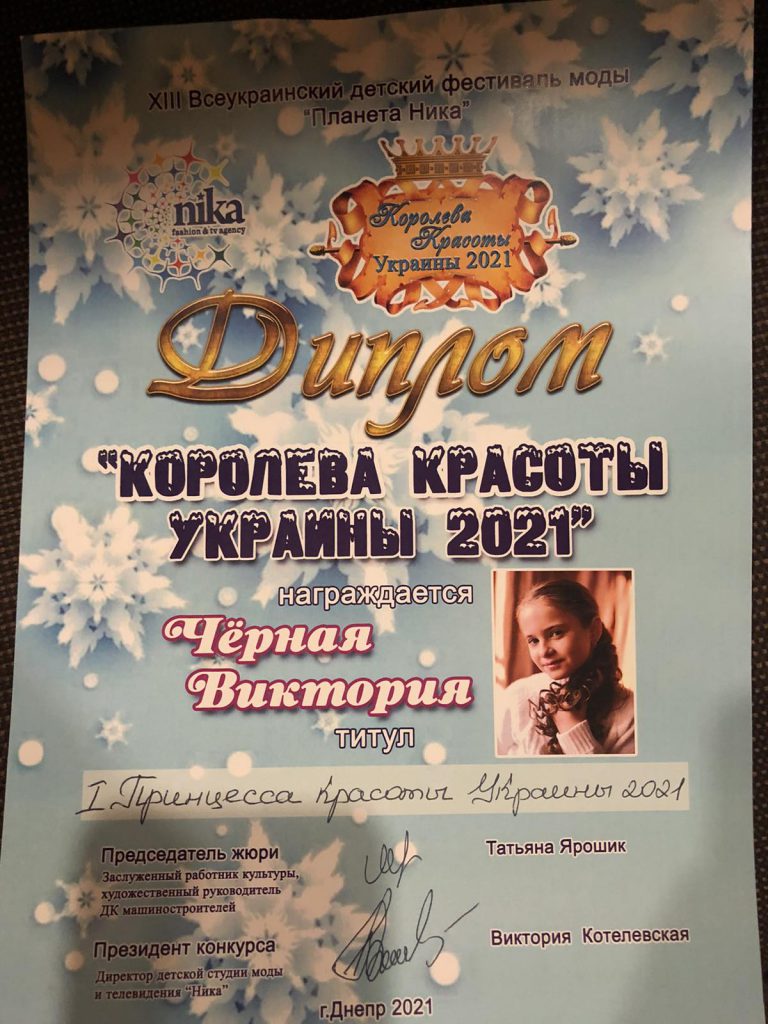 XIII Всеукраинский детский фестиваль моды
"Планета Ника"
nika
fashion & tv agency
Королева
Красоты
Украины 2021
Диплом
"КОРОЛЕВА КРАСОТЫ
УКРАИНЫ 2021"
награждается
Чёрная
Виктория
титул
I Принцесса Красоты Украины 2021
Председатель жюри
Татьяна Ярошик
Заслуженный работник культуры,
художественный руководитель
ДК машиностроителей
Президент конкурса
Виктория Котелевская
Директор детской студии моды
и телевидения "Ника"
г.Днепр 2021